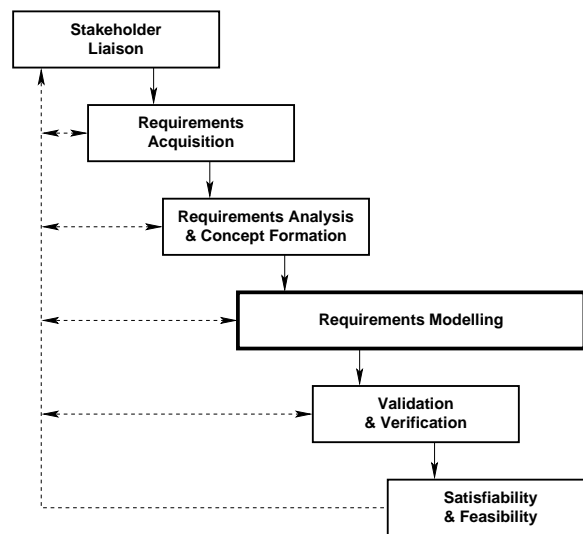 Stakeholder
Liaison
Requirements
Acquisition
Requirements Analysis
& Concept Formation
Requirements Modelling
Validation
& Verification
Satisfiability
& Feasibility